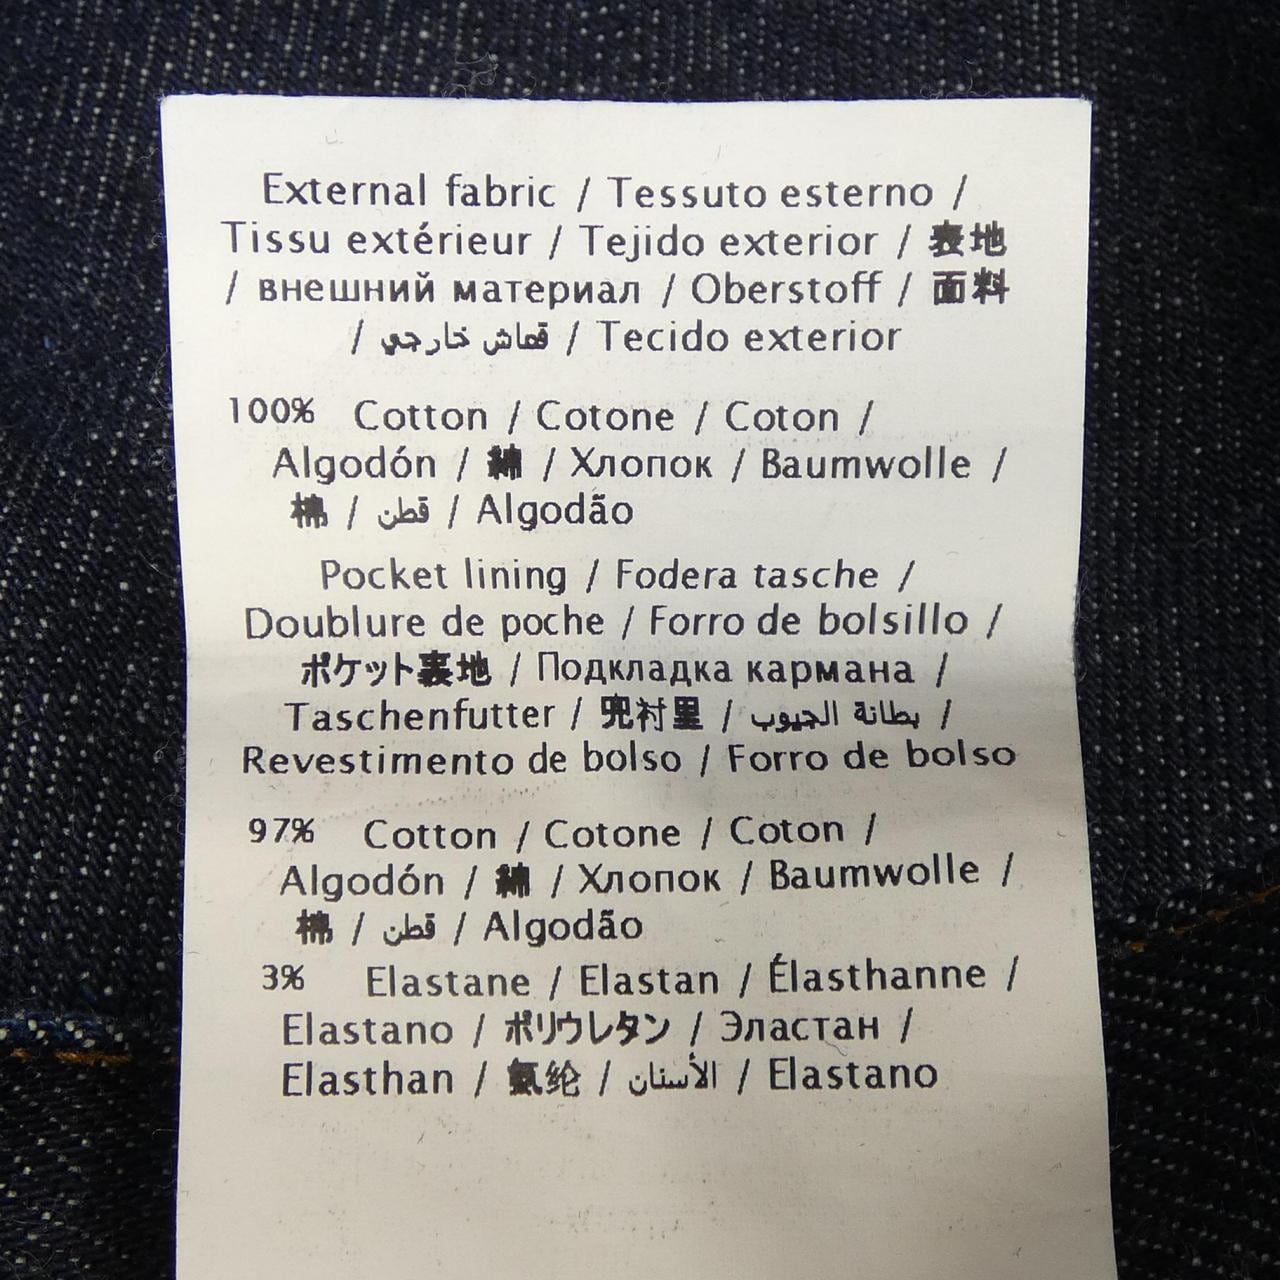 External fabric / Tessuto esterno /
Tissu extérieur / Tejido exterior / 表地
/ внешний материал / Oberstoff / 面料
/ قماش خارجي / Tecido exterior
100% Cotton / Cotone / Coton /
Algodón / 綿 / Хлопок / Baumwolle /
棉 / قطن / Algodão
Pocket lining / Fodera tasche /
Doublure de poche / Forro de bolsillo /
ポケット裏地 / Подкладка кармана /
Taschenfutter / 兜衬里 / بطانة الجيوب /
Revestimento de bolso / Forro de bolso
97% Cotton / Cotone / Coton /
Algodón / 綿 / Хлопок / Baumwolle /
棉 / قطن / Algodão
3% Elastane / Elastan / Élasthanne /
Elastano / ポリウレタン / Эластан /
Elasthan / 氨纶 / الأسنان / Elastano